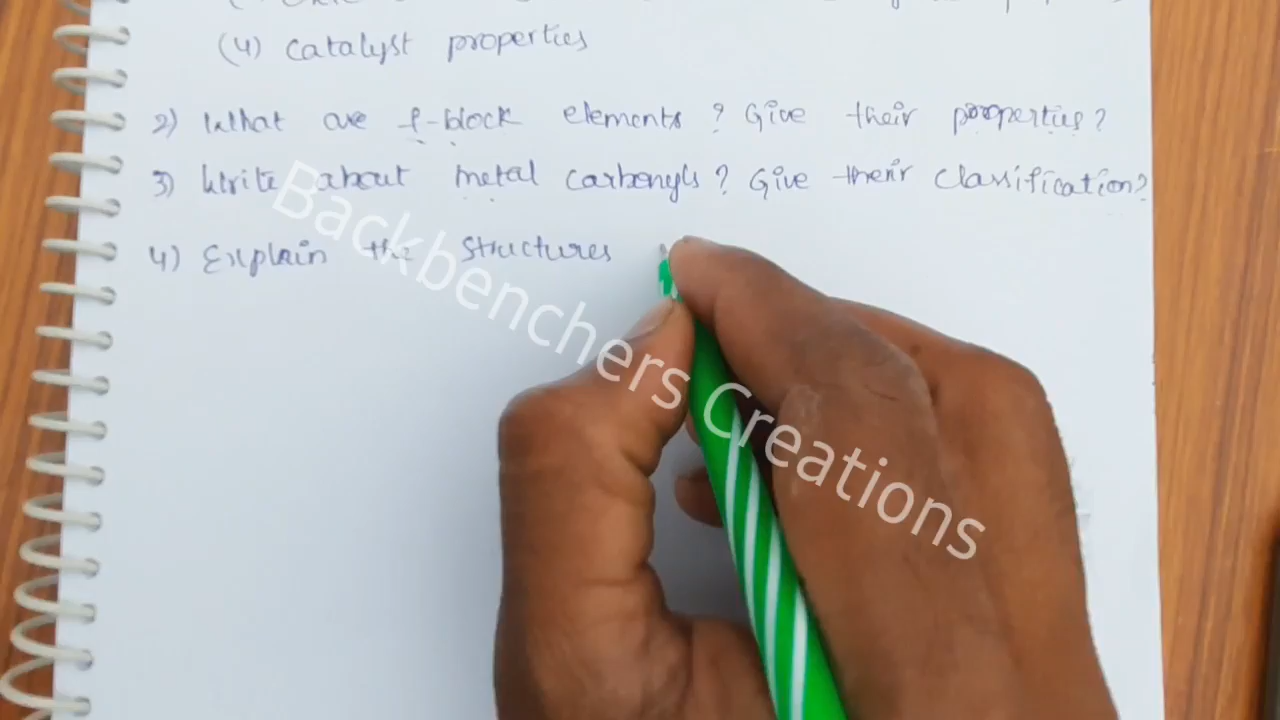 (4) Catalyst properties
2) What are f-block elements? Give their properties?
3) Write about metal carbonyls? Give their classification?
4) Explain the structures
Backbenchers Creations